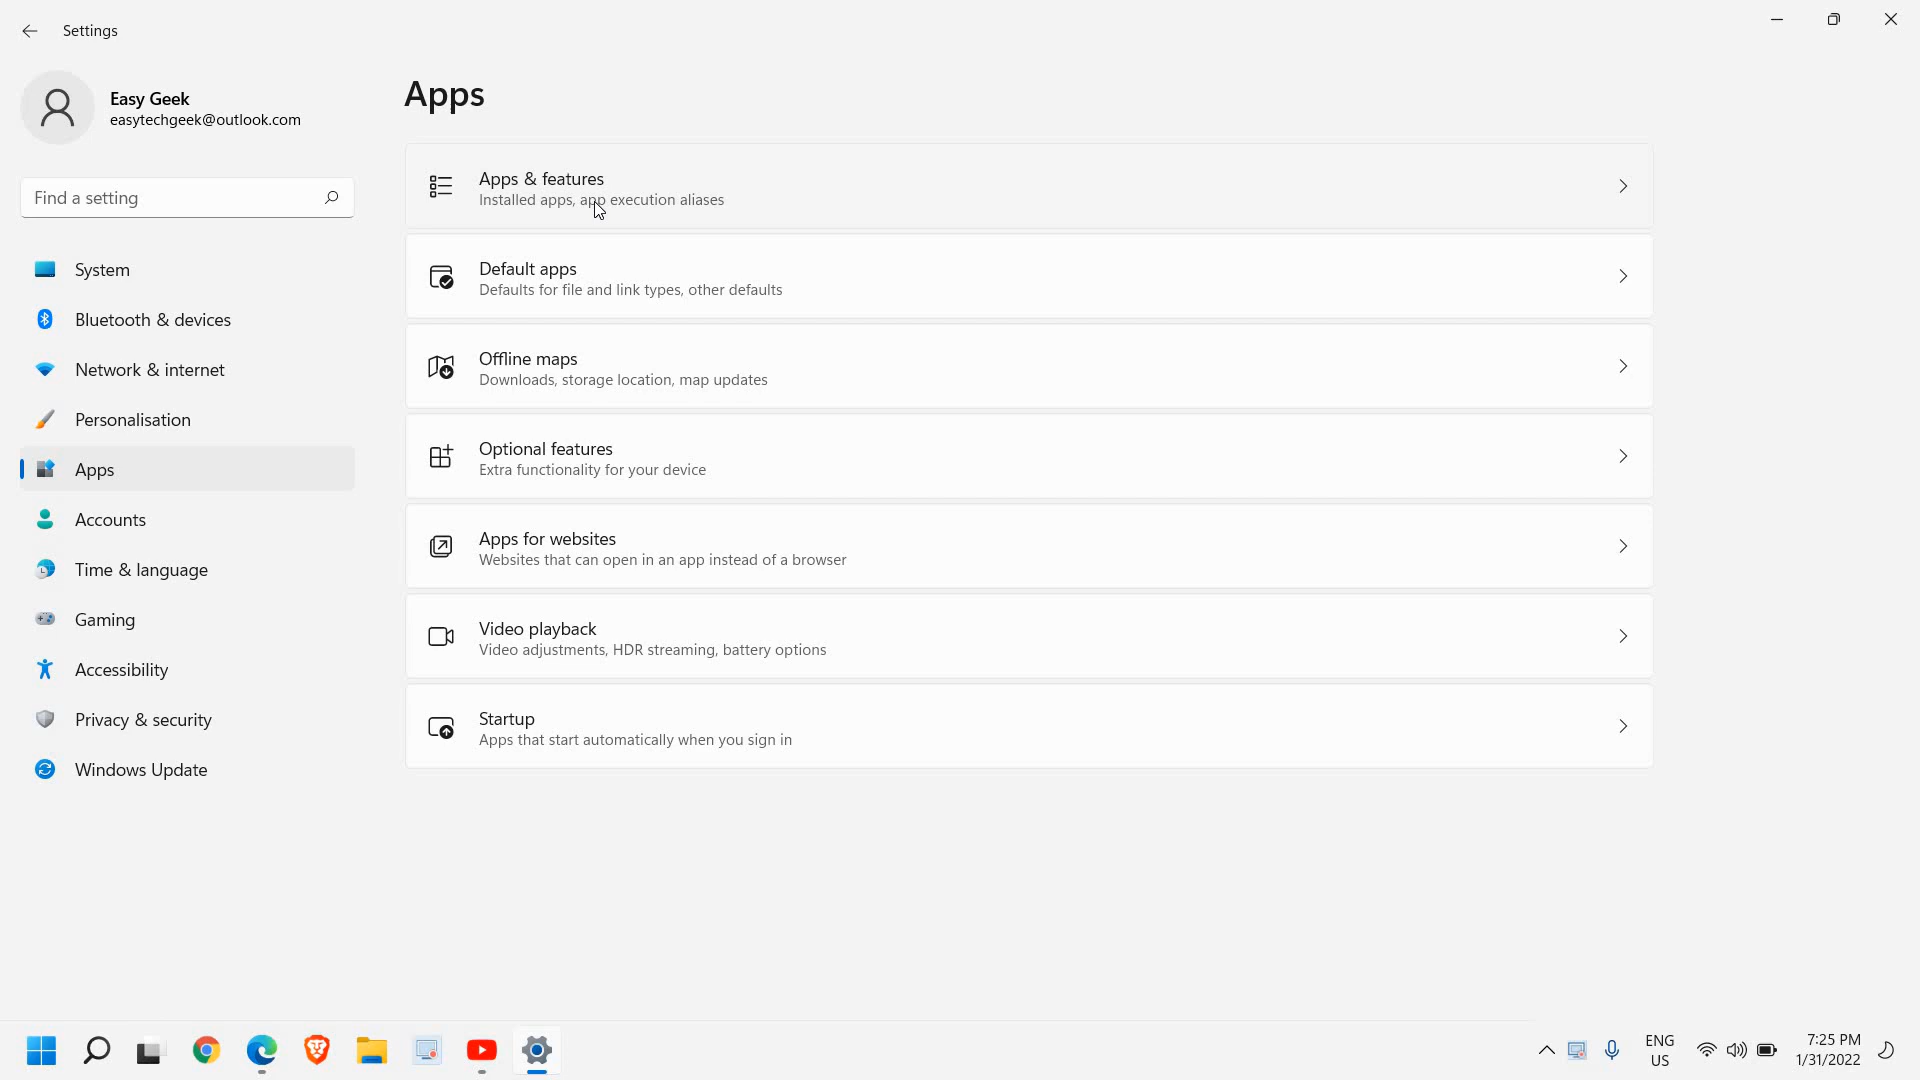 Settings
Easy Geek
easytechgeek@outlook.com
Find a setting
System
Bluetooth & devices
Network & internet
Personalisation
Apps
Accounts
Time & language
Gaming
Accessibility
Privacy & security
Windows Update
Apps
Apps & features
Installed apps, app execution aliases
Default apps
Defaults for file and link types, other defaults
Offline maps
Downloads, storage location, map updates
Optional features
Extra functionality for your device
Apps for websites
Websites that can open in an app instead of a browser
Video playback
Video adjustments, HDR streaming, battery options
Startup
Apps that start automatically when you sign in
ENG
US
7:25 PM
1/31/2022